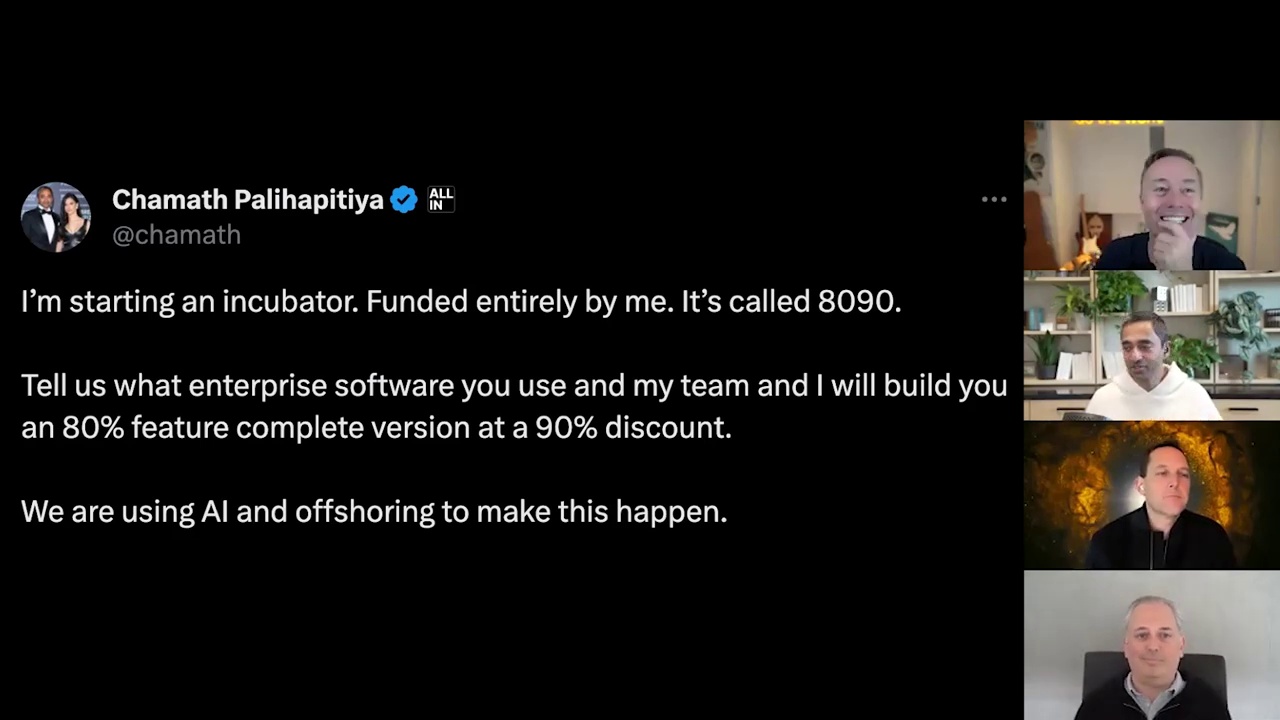 Chamath Palihapitiya ALL IN
@chamath
I’m starting an incubator. Funded entirely by me. It’s called 8090.
Tell us what enterprise software you use and my team and I will build you
an 80% feature complete version at a 90% discount.
We are using AI and offshoring to make this happen.